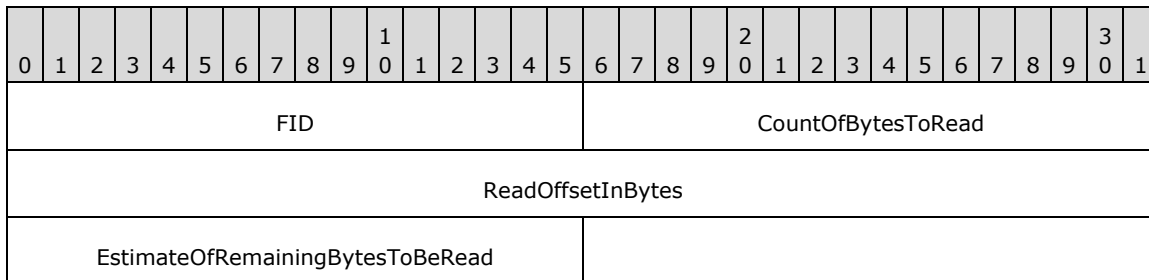 1 2 3
0 1 2 3 4 5 6 7 8 9 0 1 2 3 4 5 6 7 8 9 0 1 2 3 4 5 6 7 8 9 0 1
FID CountOfBytesToRead
ReadOffsetInBytes
EstimateOfRemainingBytesToBeRead